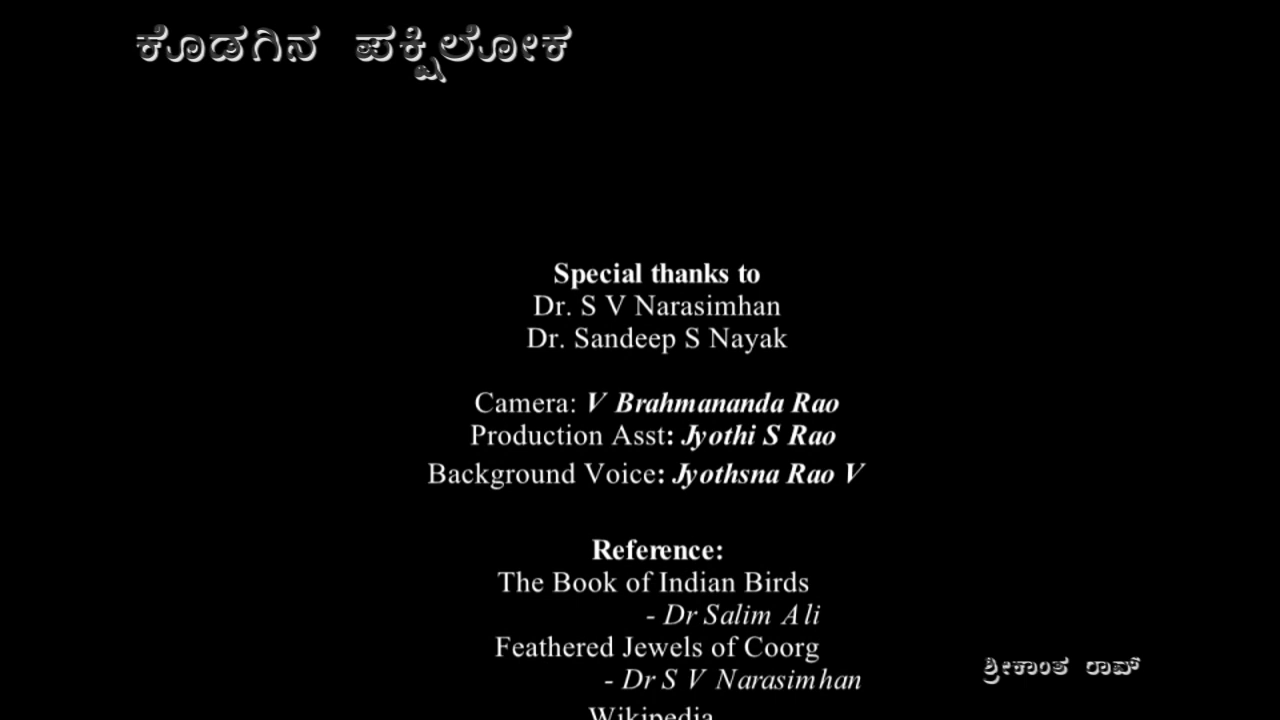 ಕೊಡಗಿನ ಪಕ್ಷಿಲೋಕ
Special thanks to
Dr. S V Narasimhan
Dr. Sandeep S Nayak
Camera: V Brahmananda Rao
Production Asst: Jyothi S Rao
Background Voice: Jyothsna Rao V
Reference:
The Book of Indian Birds
- Dr Salim Ali
Feathered Jewels of Coorg
- Dr S V Narasimhan
ಶ್ರೀಕಾಂತ ರಾವ್
Wikipedia